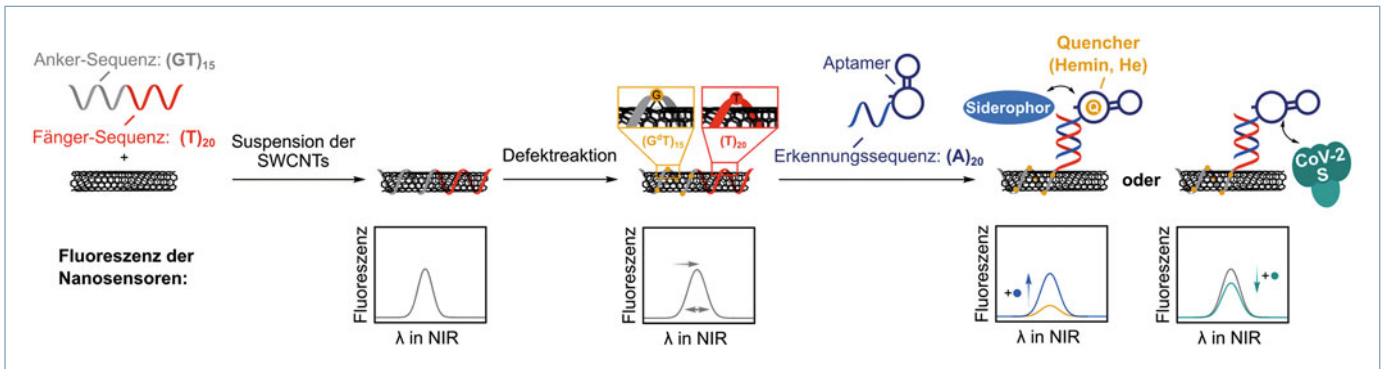 Anker-Sequenz: (GT)15
Fänger-Sequenz: (T)20
+
Suspension der
SWCNTs
Defektreaktion
G
(GᵈT)15
T
(T)20
Aptamer
Erkennungssequenz: (A)20
Quencher
(Hemin, He)
Siderophor
Q
oder
CoV-2
S
Fluoreszenz der
Nanosensoren:
Fluoreszenz
λ in NIR
Fluoreszenz
λ in NIR
Fluoreszenz
+
λ in NIR
Fluoreszenz
+
λ in NIR